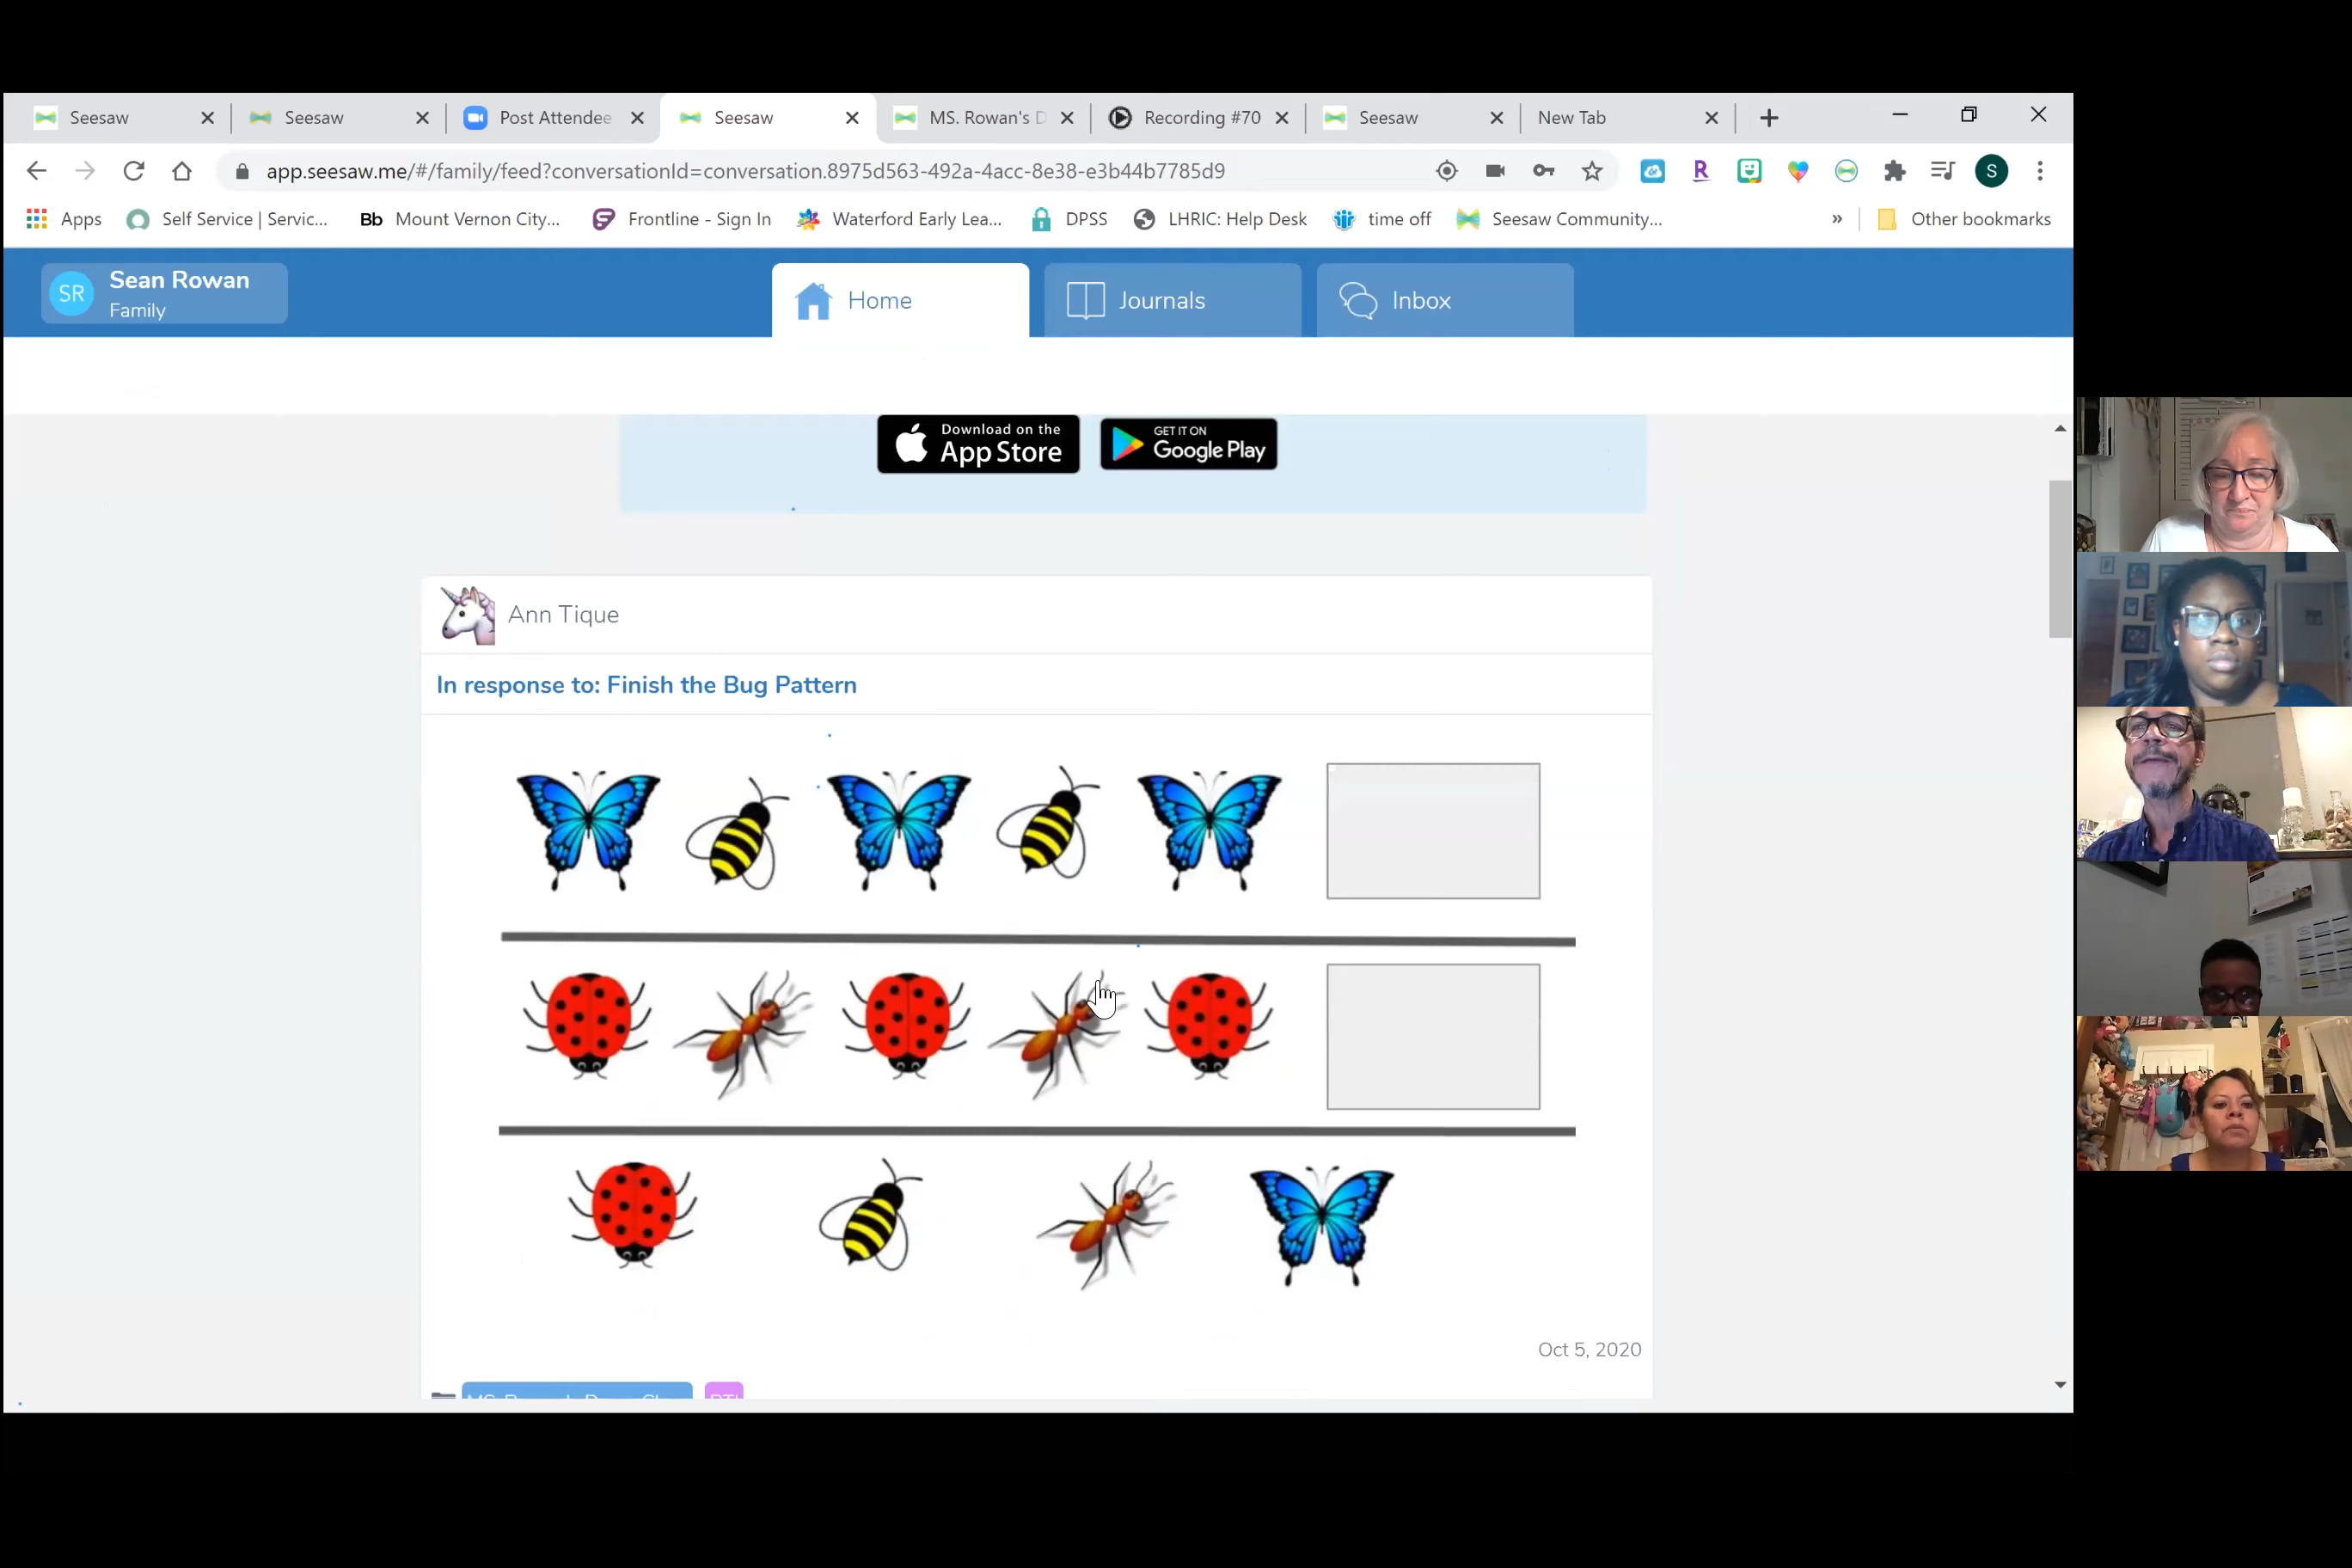 Seesaw Seesaw Post Attendee Seesaw MS. Rowan's D Recording #70 Seesaw New Tab
app.seesaw.me/#/family/feed?conversationId=conversation.8975d563-492a-4acc-8e38-e3b44b7785d9
R S
Apps Self Service | Servic... Bb Mount Vernon City... Frontline - Sign In Waterford Early Lea... DPSS LHRIC: Help Desk time off Seesaw Community... » Other bookmarks
SR Sean Rowan
Family
Home Journals Inbox
Download on the
App Store
GET IT ON
Google Play
Ann Tique
In response to: Finish the Bug Pattern
Oct 5, 2020